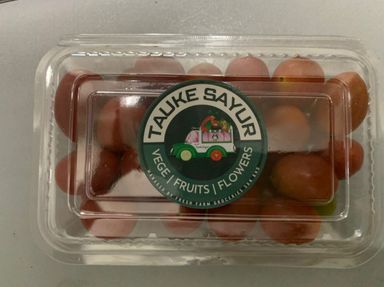 TAUKE SAYUR
VEGE | FRUITS | FLOWERS